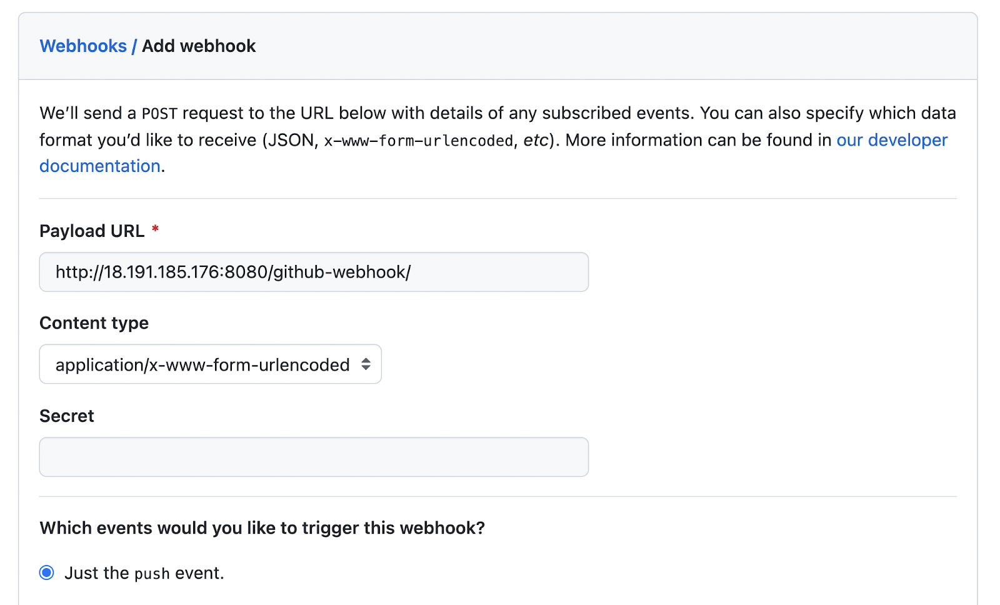 Webhooks / Add webhook
We’ll send a POST request to the URL below with details of any subscribed events. You can also specify which data
format you’d like to receive (JSON, x-www-form-urlencoded, etc). More information can be found in our developer
documentation.
Payload URL *
http://18.191.185.176:8080/github-webhook/
Content type
application/x-www-form-urlencoded
Secret
Which events would you like to trigger this webhook?
Just the push event.